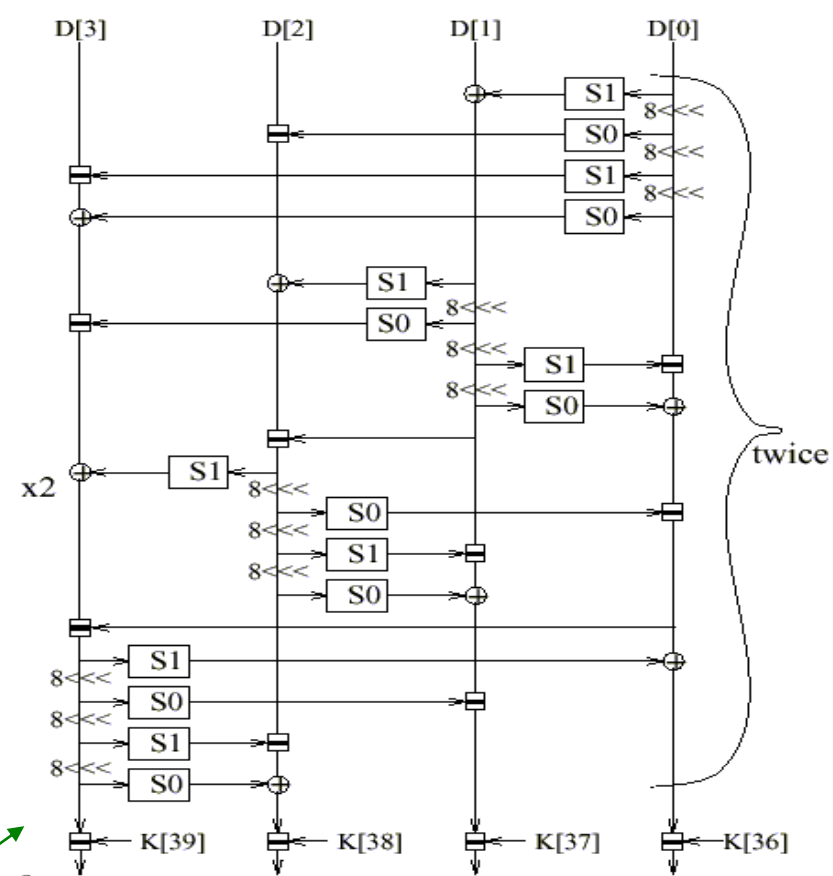 D[3] D[2] D[1] D[0]
S1
8<<<
S0
8<<<
S1
8<<<
S0
S1
8<<<
S0
8<<<
S1
8<<<
S0
twice
S1
x2
8<<<
S0
8<<<
S1
8<<<
S0
S1
8<<<
S0
8<<<
S1
8<<<
S0
K[39] K[38] K[37] K[36]